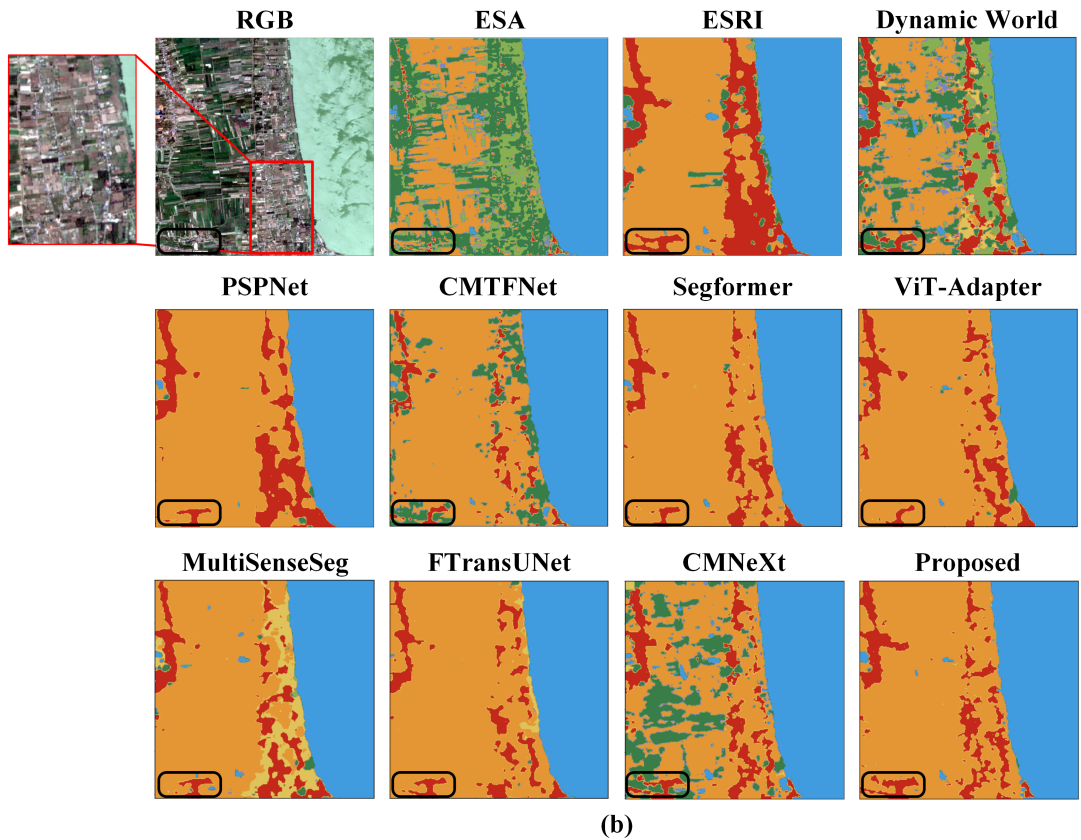 RGB ESA ESRI Dynamic World
PSPNet CMTFNet Segformer ViT-Adapter
MultiSenseSeg FTransUNet CMNeXt Proposed
(b)